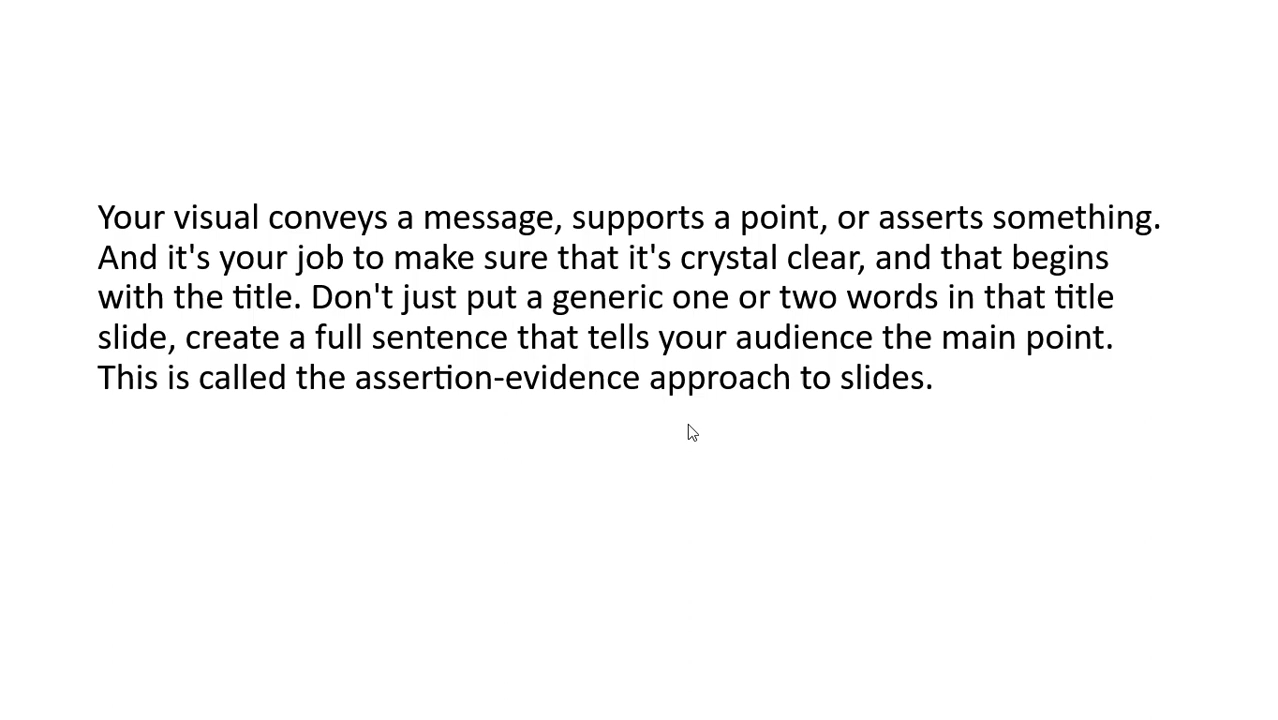 Your visual conveys a message, supports a point, or asserts something.
And it's your job to make sure that it's crystal clear, and that begins
with the title. Don't just put a generic one or two words in that title
slide, create a full sentence that tells your audience the main point.
This is called the assertion-evidence approach to slides.